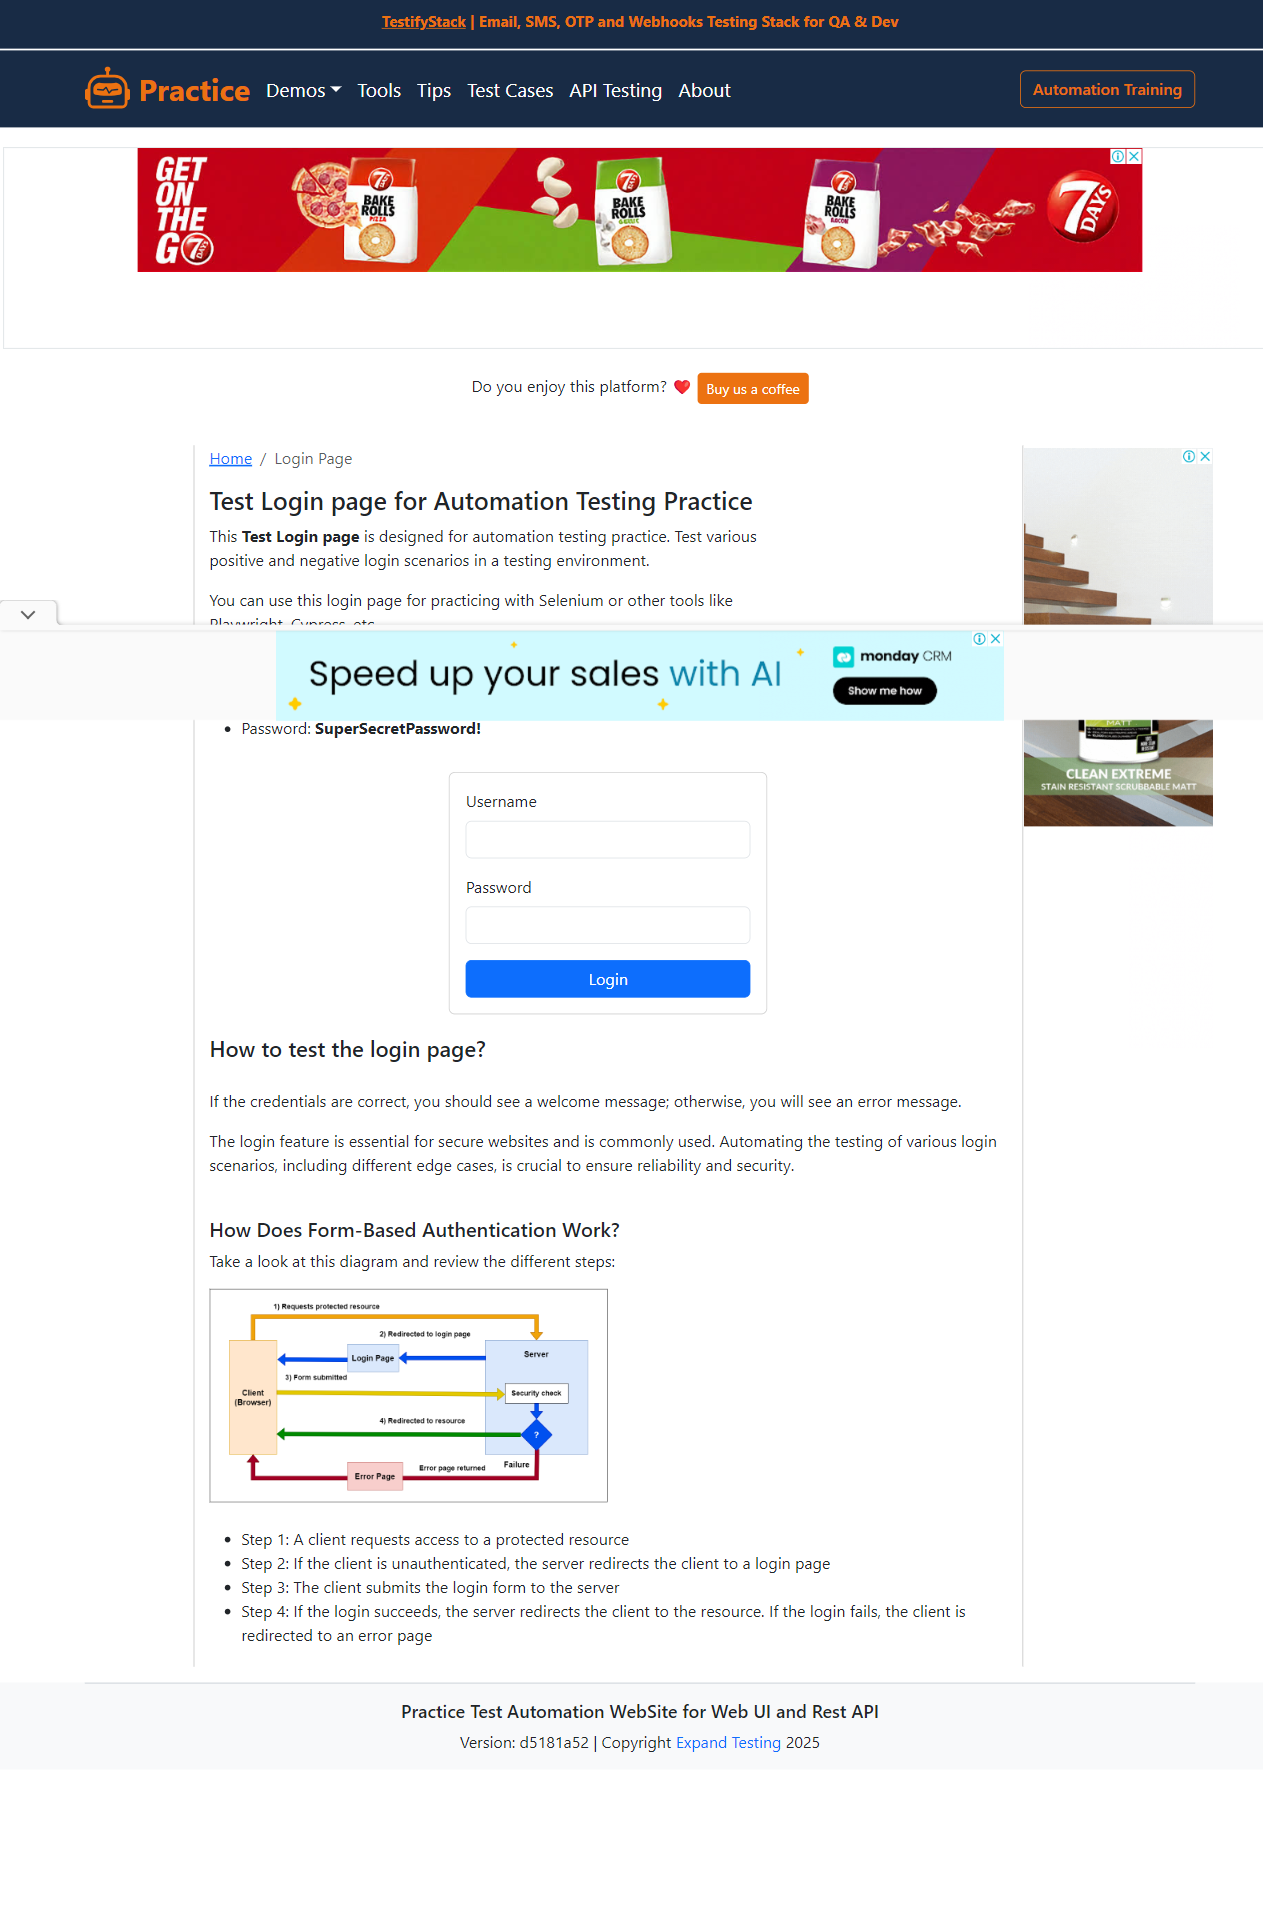 TestifyStack | Email, SMS, OTP and Webhooks Testing Stack for QA & Dev
Practice Demos Tools Tips Test Cases API Testing About Automation Training
GET
ON
THE
GO 7 DAYS
7 DAYS
BAKE
ROLLS
PIZZA
7 DAYS
BAKE
ROLLS
GARLIC
7 DAYS
BAKE
ROLLS
BACON
7 DAYS
Do you enjoy this platform? ❤ Buy us a coffee
Home / Login Page
Test Login page for Automation Testing Practice
This Test Login page is designed for automation testing practice. Test various
positive and negative login scenarios in a testing environment.
You can use this login page for practicing with Selenium or other tools like
Playwright, Cypress, etc.
Speed up your sales with AI
monday CRM
Show me how
• Password: SuperSecretPassword!
MATT
CLEAN EXTREME
STAIN RESISTANT SCRUBBABLE MATT
Username
Password
Login
How to test the login page?
If the credentials are correct, you should see a welcome message; otherwise, you will see an error message.
The login feature is essential for secure websites and is commonly used. Automating the testing of various login
scenarios, including different edge cases, is crucial to ensure reliability and security.
How Does Form-Based Authentication Work?
Take a look at this diagram and review the different steps:
1) Requests protected resource
2) Redirected to login page
Login Page
Server
3) Form submitted
Client
(Browser)
Security check
4) Redirected to resource
?
Failure
Error page returned
Error Page
• Step 1: A client requests access to a protected resource
• Step 2: If the client is unauthenticated, the server redirects the client to a login page
• Step 3: The client submits the login form to the server
• Step 4: If the login succeeds, the server redirects the client to the resource. If the login fails, the client is
redirected to an error page
Practice Test Automation WebSite for Web UI and Rest API
Version: d5181a52 | Copyright Expand Testing 2025